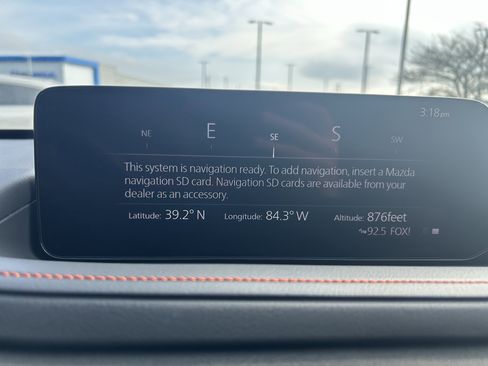 3:18pm
NE E SE S SW
This system is navigation ready. To add navigation, insert a Mazda
navigation SD card. Navigation SD cards are available from your
dealer as an accessory.
Latitude: 39.2° N Longitude: 84.3° W Altitude: 876feet
92.5 FOX!